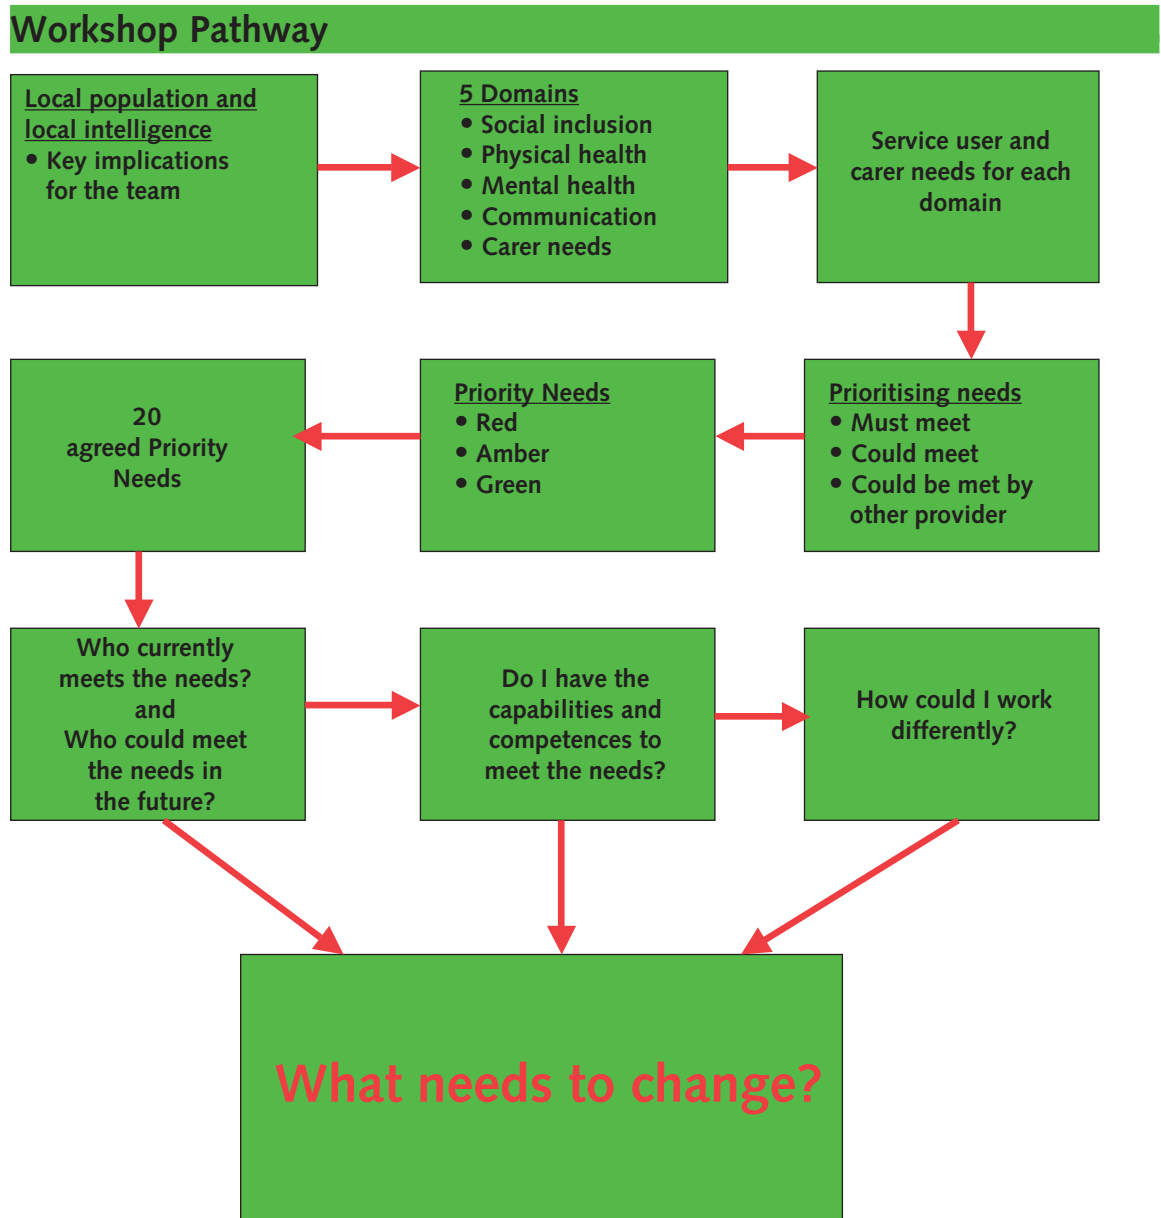 Workshop Pathway
Local population and
local intelligence
• Key implications
for the team
5 Domains
• Social inclusion
• Physical health
• Mental health
• Communication
• Carer needs
Service user and
carer needs for each
domain
Prioritising needs
• Must meet
• Could meet
• Could be met by
other provider
Priority Needs
• Red
• Amber
• Green
20
agreed Priority
Needs
Who currently
meets the needs?
and
Who could meet
the needs in
the future?
Do I have the
capabilities and
competences to
meet the needs?
How could I work
differently?
What needs to change?